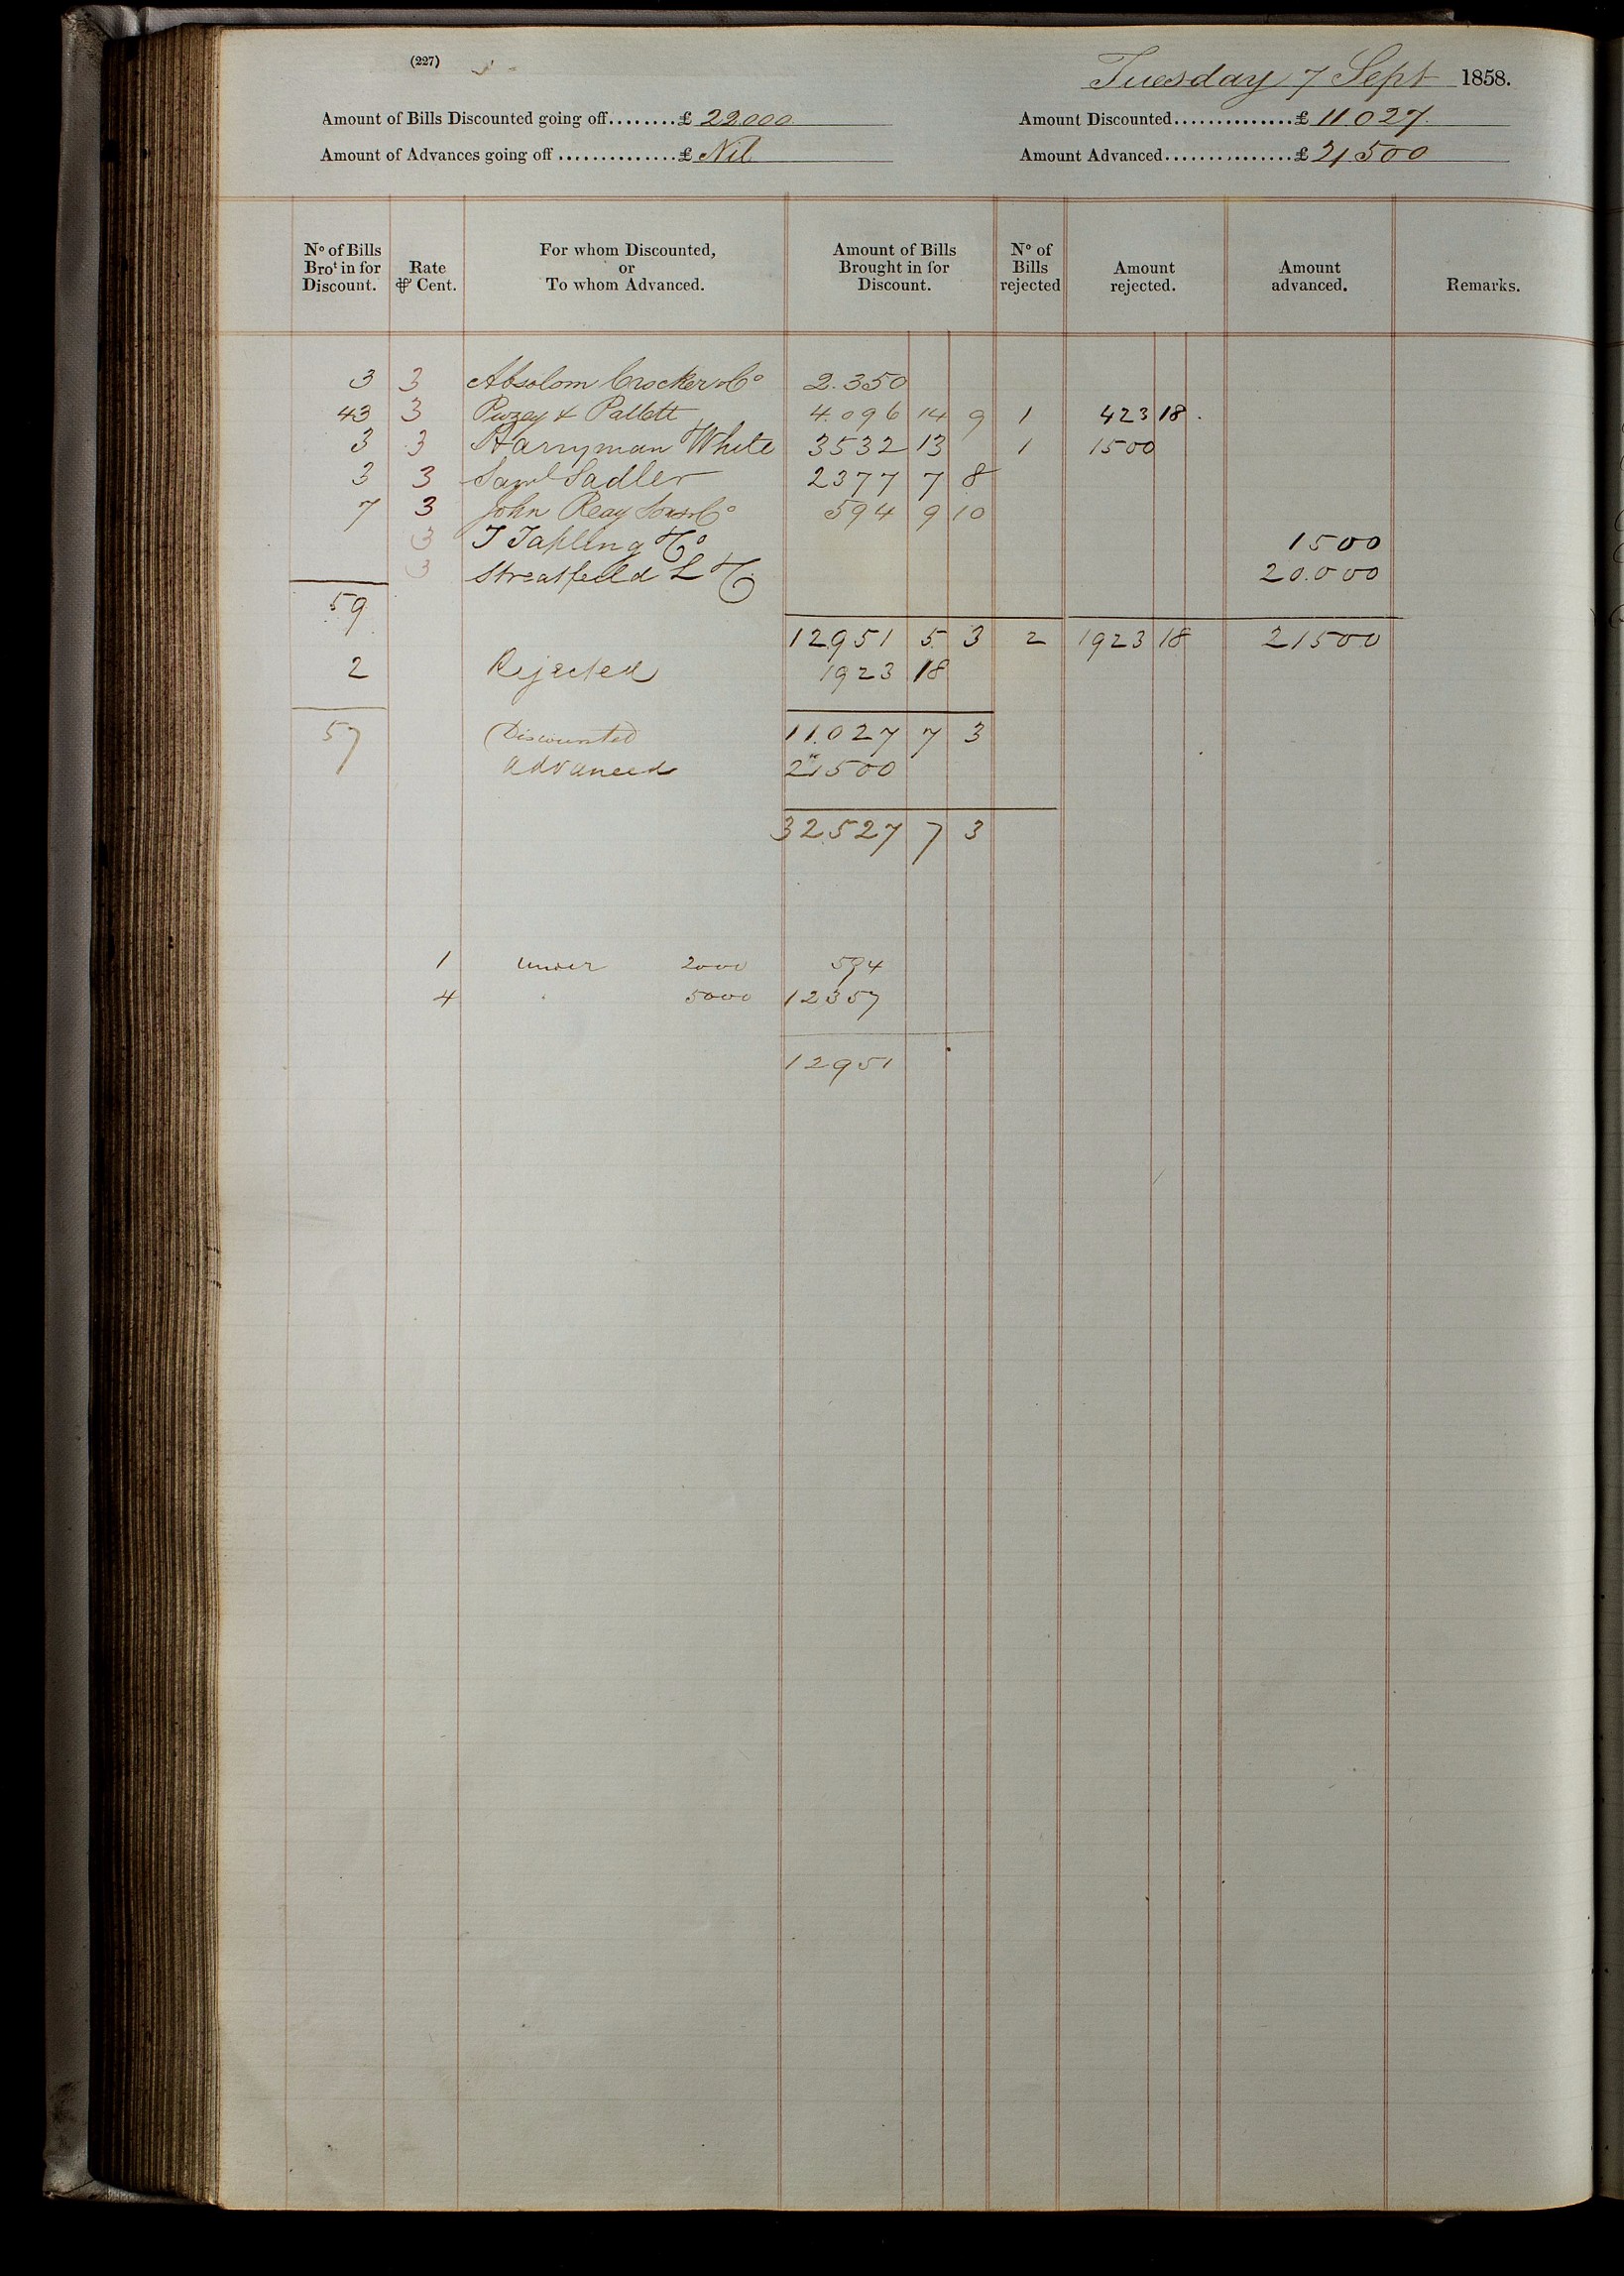 (227)
Tuesday 7 Sept 1858.
Amount of Bills Discounted going off........£ 22.000
Amount Discounted..............£ 11.027.
Amount of Advances going off..............£ Nil
Amount Advanced...............£ 21500
No of Bills Brot in for Discount. Rate ⅌ Cent. For whom Discounted, or To whom Advanced. Amount of Bills Brought in for Discount. No of Bills rejected Amount rejected. Amount advanced. Remarks.
3 3 Absolom Crocker & Co 2.350
43 3 Puzey & Pallett 4.096 14 9 1 423 18 .
3 3 Harryman & White 3532 13 1 1500
3 3 Saml Sadler 2377 7 8
7 3 John Reay Sons & Co 594 9 10
3 T Tapling & Co 1500
3 Streatfeild L & Co 20.000
59
12951 5 3 2 1923 18 21500
2 Rejected 1923 18
57 Discounted 11.027 7 3
Advanced 21500
32527 7 3
1 under 2000 594
4 " 5000 12357
12951